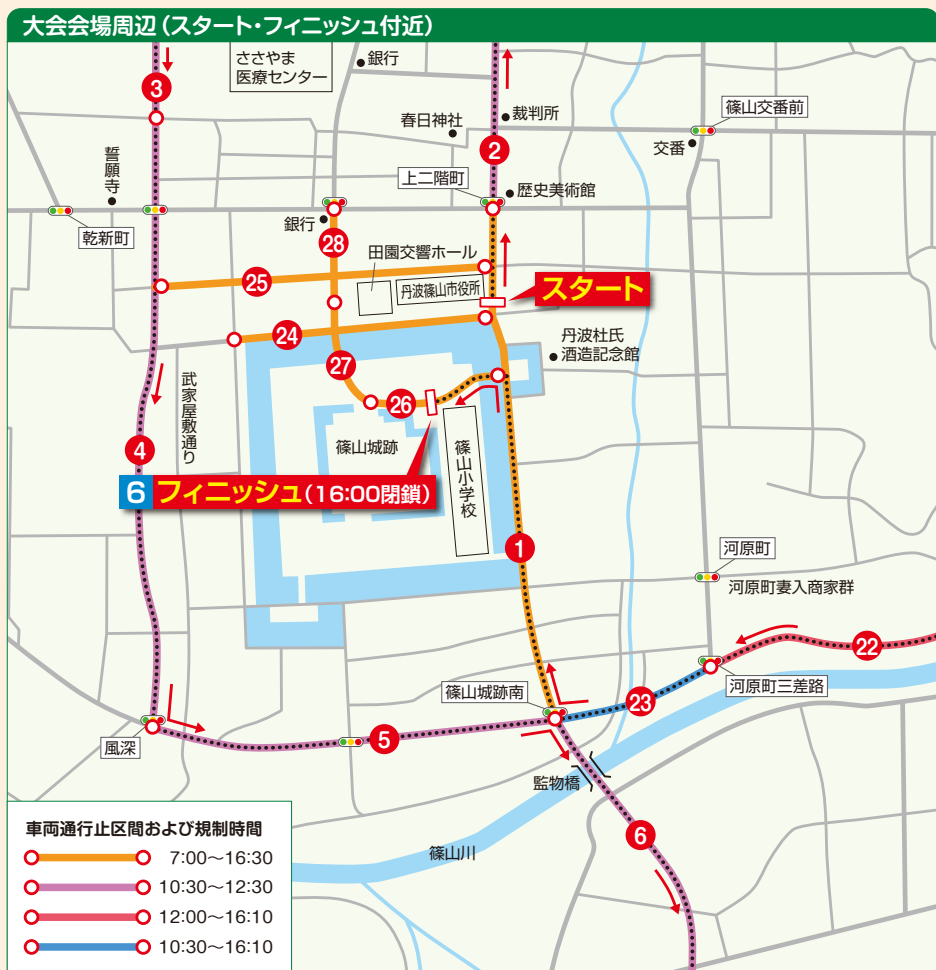 大会会場周辺（スタート・フィニッシュ付近）
ささやま
医療センター
銀行
3
裁判所
篠山交番前
春日神社
2
交番
誓願寺
上二階町
歴史美術館
乾新町
銀行
28
田園交響ホール
25
丹波篠山市役所
スタート
24
丹波杜氏
酒造記念館
27
武家屋敷通り
26
4
篠山城跡
篠山小学校
6 フィニッシュ（16:00閉鎖）
1
河原町
河原町妻入商家群
22
篠山城跡南
23
河原町三差路
風深
5
監物橋
6
篠山川
車両通行止区間および規制時間
7:00〜16:30
10:30〜12:30
12:00〜16:10
10:30〜16:10